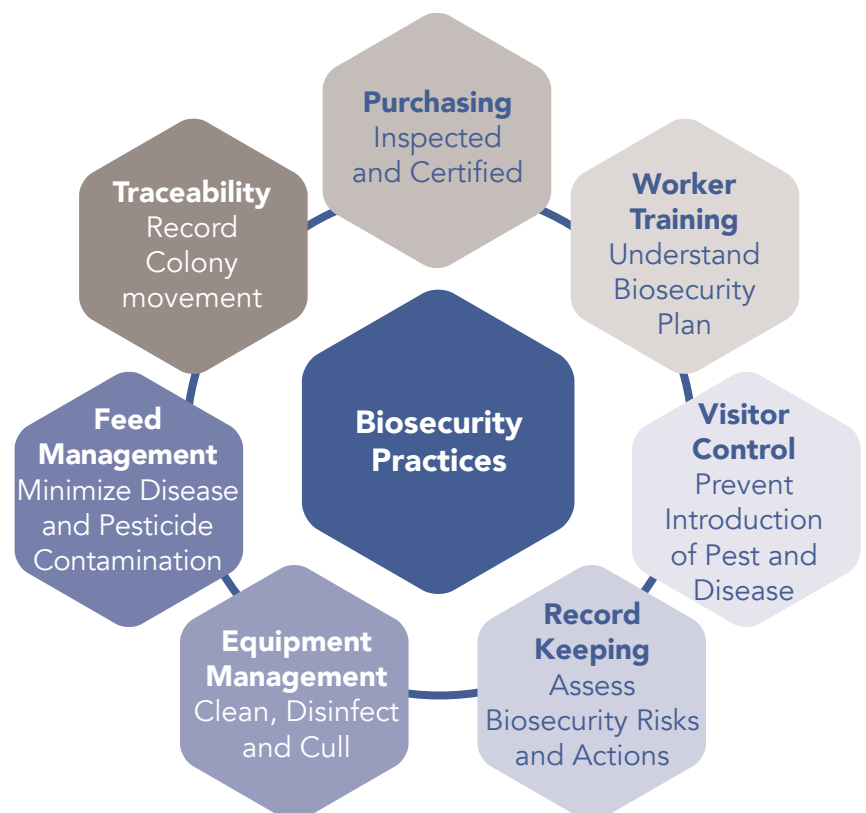 Purchasing
Inspected
and Certified
Worker
Training
Understand
Biosecurity
Plan
Visitor
Control
Prevent
Introduction
of Pest and
Disease
Record
Keeping
Assess
Biosecurity Risks
and Actions
Equipment
Management
Clean, Disinfect
and Cull
Feed
Management
Minimize Disease
and Pesticide
Contamination
Traceability
Record
Colony
movement
Biosecurity
Practices